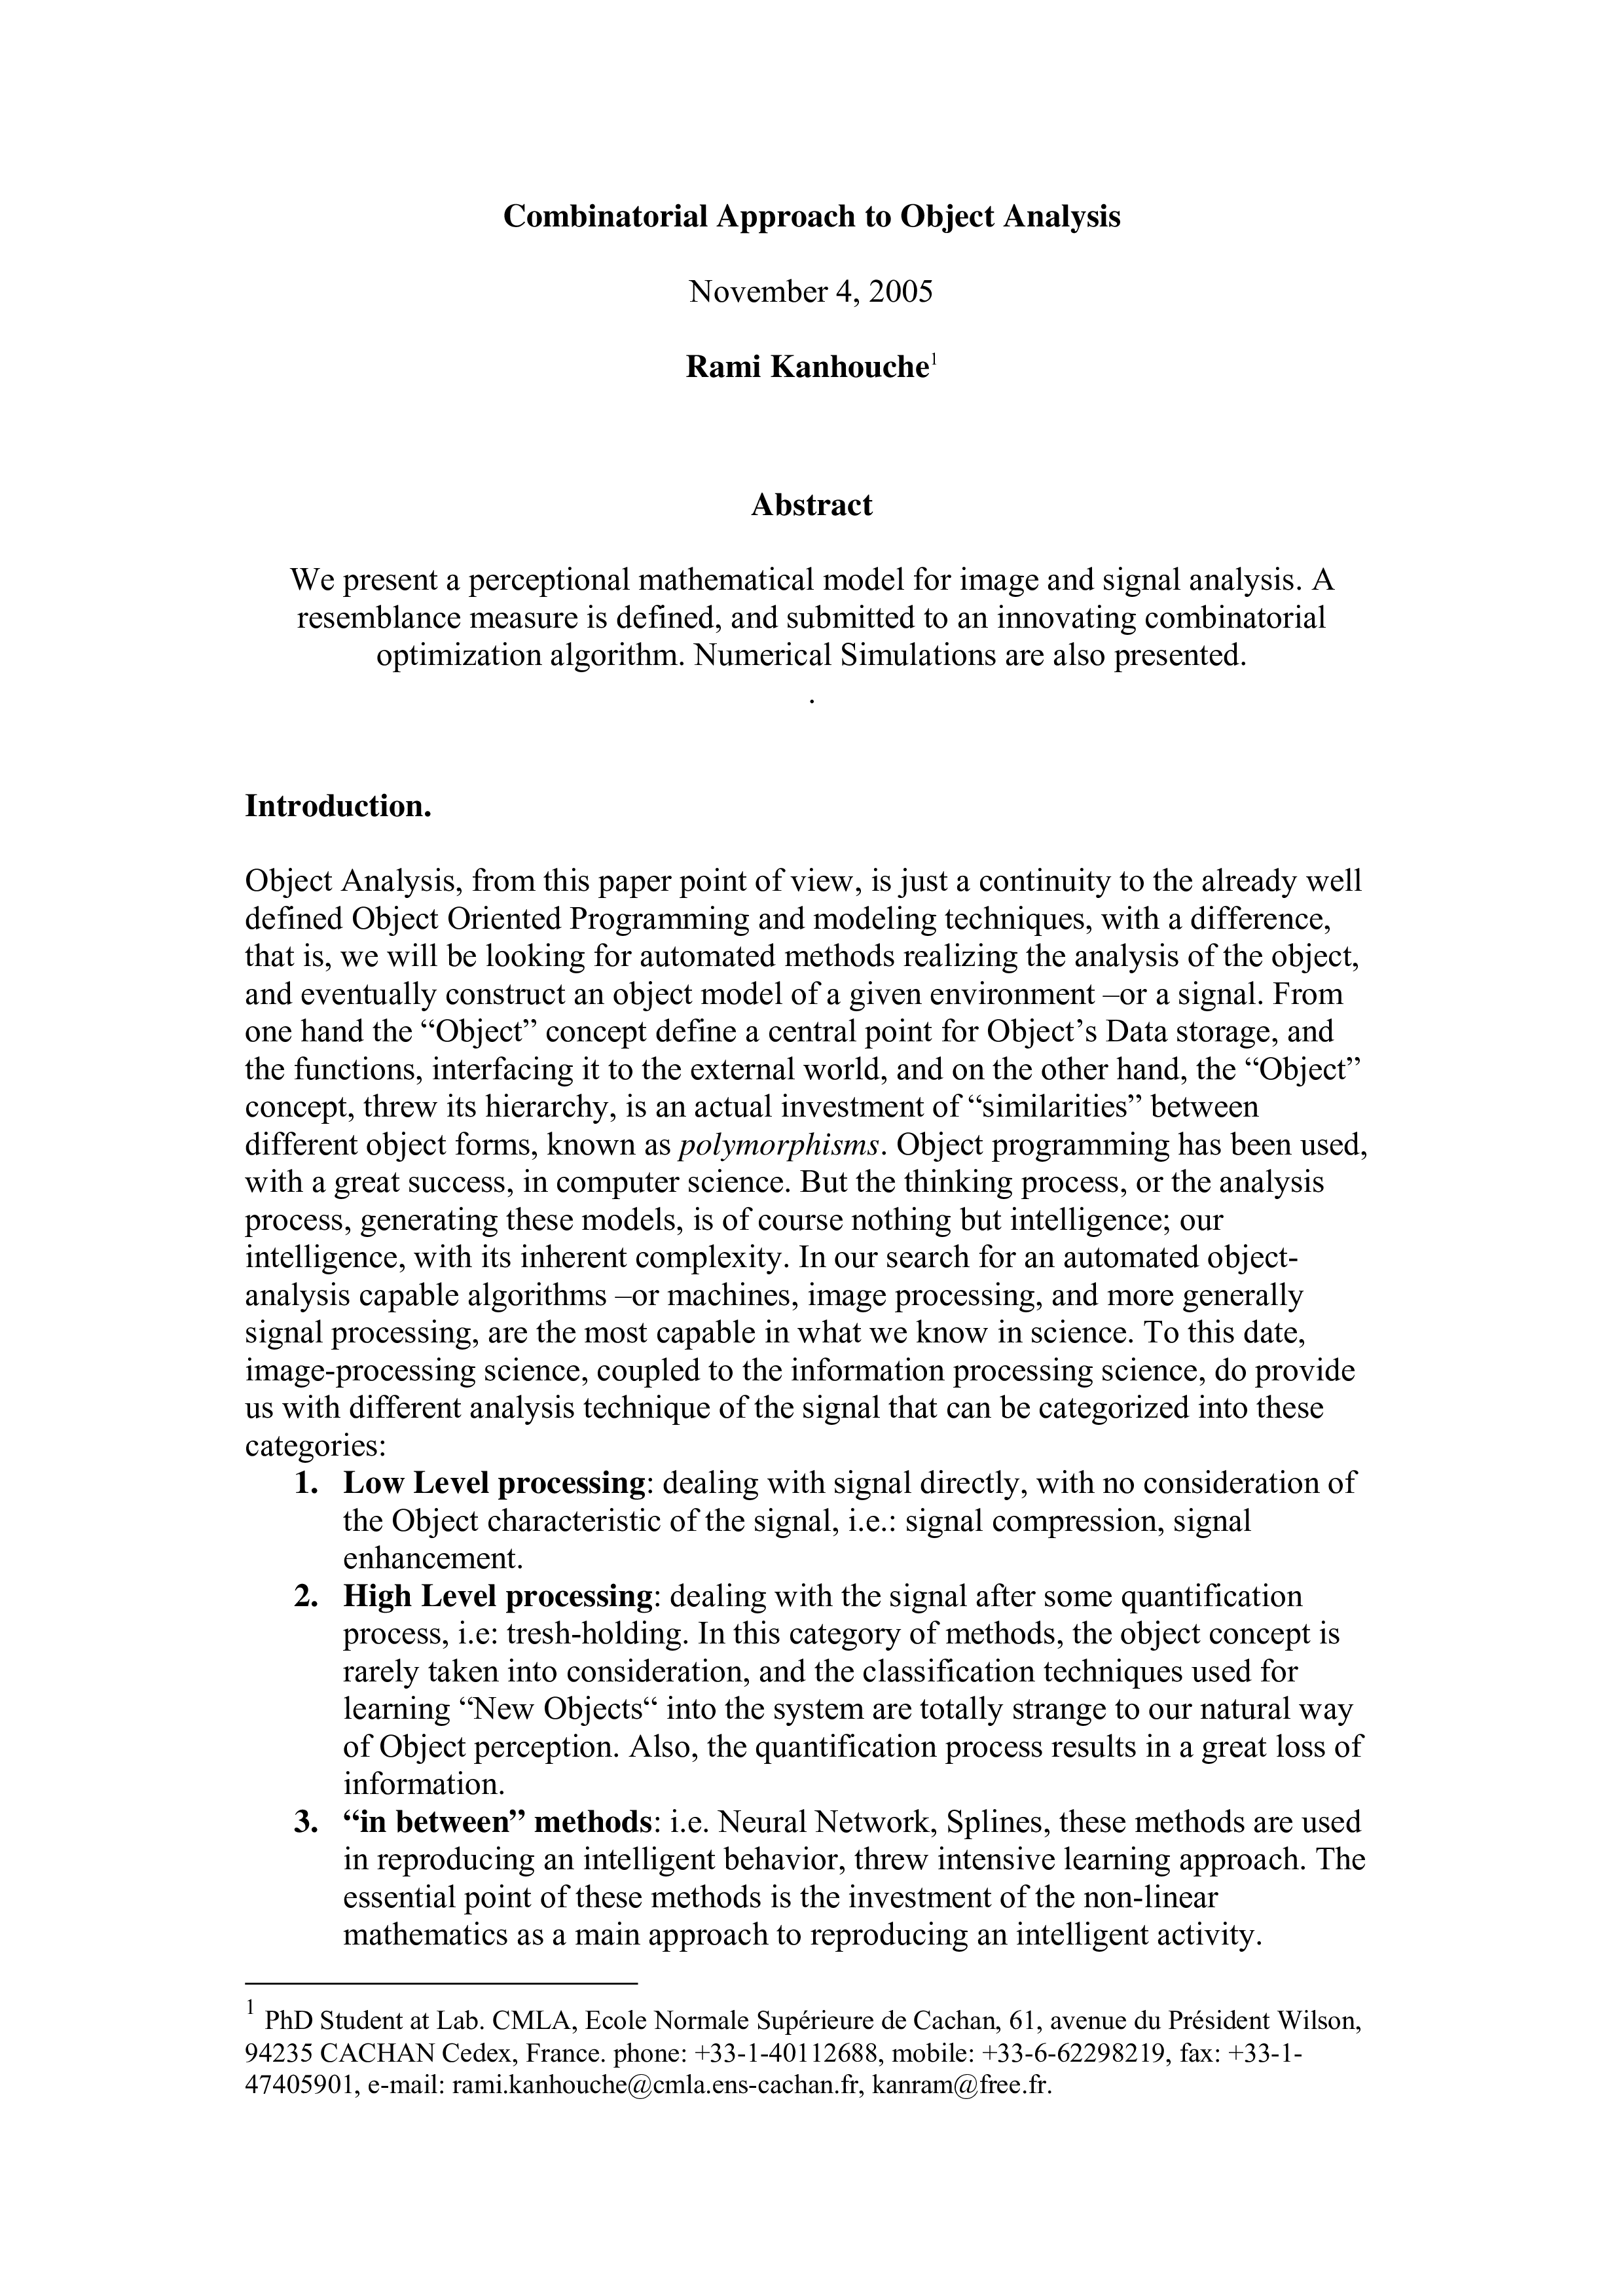 Combinatorial Approach to Object Analysis
November 4, 2005
Rami Kanhouche1
Abstract
We present a perceptional mathematical model for image and signal analysis. A
resemblance measure is defined, and submitted to an innovating combinatorial
optimization algorithm. Numerical Simulations are also presented.
.
Introduction.
Object Analysis, from this paper point of view, is just a continuity to the already well
defined Object Oriented Programming and modeling techniques, with a difference,
that is, we will be looking for automated methods realizing the analysis of the object,
and eventually construct an object model of a given environment –or a signal. From
one hand the “Object” concept define a central point for Object’s Data storage, and
the functions, interfacing it to the external world, and on the other hand, the “Object”
concept, threw its hierarchy, is an actual investment of “similarities” between
different object forms, known as polymorphisms. Object programming has been used,
with a great success, in computer science. But the thinking process, or the analysis
process, generating these models, is of course nothing but intelligence; our
intelligence, with its inherent complexity. In our search for an automated object-
analysis capable algorithms –or machines, image processing, and more generally
signal processing, are the most capable in what we know in science. To this date,
image-processing science, coupled to the information processing science, do provide
us with different analysis technique of the signal that can be categorized into these
categories:
1. Low Level processing: dealing with signal directly, with no consideration of
the Object characteristic of the signal, i.e.: signal compression, signal
enhancement.
2. High Level processing: dealing with the signal after some quantification
process, i.e: tresh-holding. In this category of methods, the object concept is
rarely taken into consideration, and the classification techniques used for
learning “New Objects“ into the system are totally strange to our natural way
of Object perception. Also, the quantification process results in a great loss of
information.
3. “in between” methods: i.e. Neural Network, Splines, these methods are used
in reproducing an intelligent behavior, threw intensive learning approach. The
essential point of these methods is the investment of the non-linear
mathematics as a main approach to reproducing an intelligent activity.
1 PhD Student at Lab. CMLA, Ecole Normale Supérieure de Cachan, 61, avenue du Président Wilson,
94235 CACHAN Cedex, France. phone: +33-1-40112688, mobile: +33-6-62298219, fax: +33-1-
47405901, e-mail: rami.kanhouche@cmla.ens-cachan.fr, kanram@free.fr.